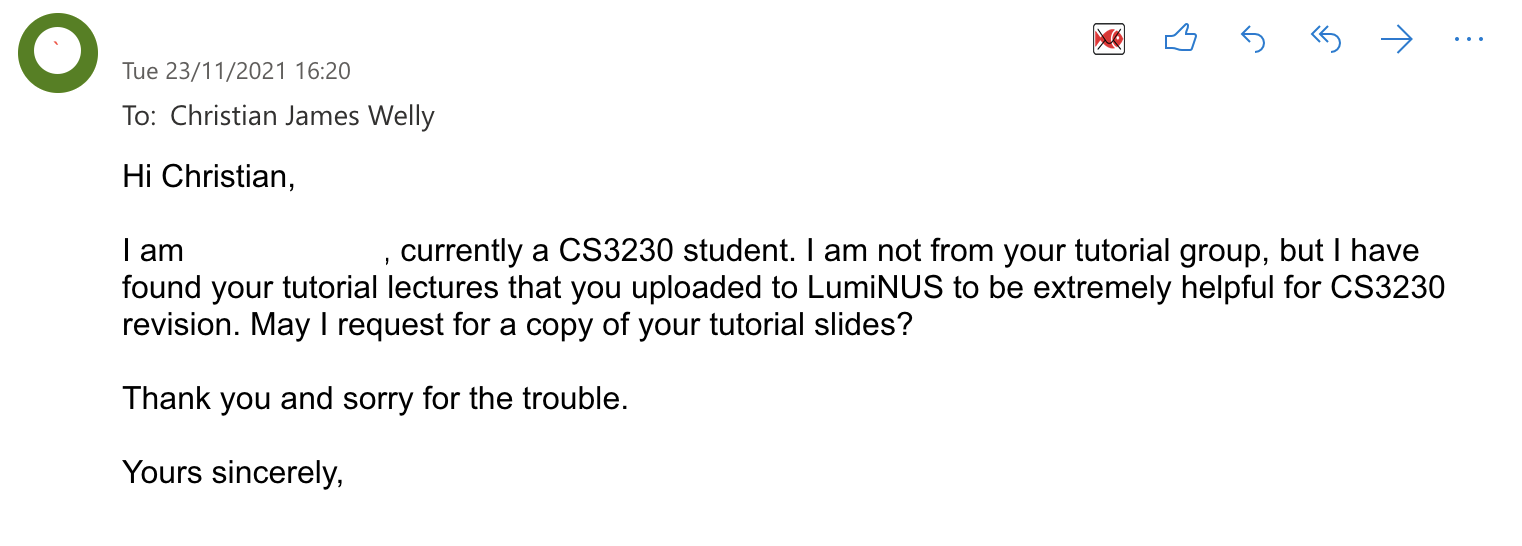 Tue 23/11/2021 16:20
To: Christian James Welly
Hi Christian,
I am , currently a CS3230 student. I am not from your tutorial group, but I have
found your tutorial lectures that you uploaded to LumiNUS to be extremely helpful for CS3230
revision. May I request for a copy of your tutorial slides?
Thank you and sorry for the trouble.
Yours sincerely,